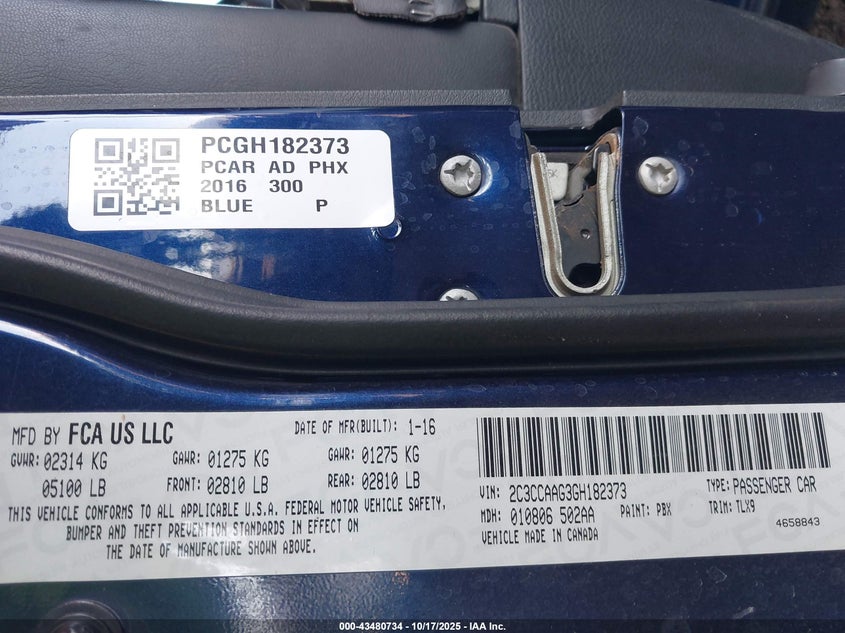 PCGH182373
PCAR AD PHX
2016 300
BLUE P
MFD BY FCA US LLC
DATE OF MFR(BUILT): 1-16
GVWR: 02314 KG GAWR: 01275 KG GAWR: 01275 KG
05100 LB FRONT: 02810 LB REAR: 02810 LB
THIS VEHICLE CONFORMS TO ALL APPLICABLE U.S.A. FEDERAL MOTOR VEHICLE SAFETY,
BUMPER AND THEFT PREVENTION STANDARDS IN EFFECT ON
THE DATE OF MANUFACTURE SHOWN ABOVE.
VIN: 2C3CCAAG3GH182373 TYPE: PASSENGER CAR
MDH: 010806 502AA PAINT: PBX TRIM: TLX9
VEHICLE MADE IN CANADA 4658843
000-43480734 - 10/17/2025 - IAA Inc.